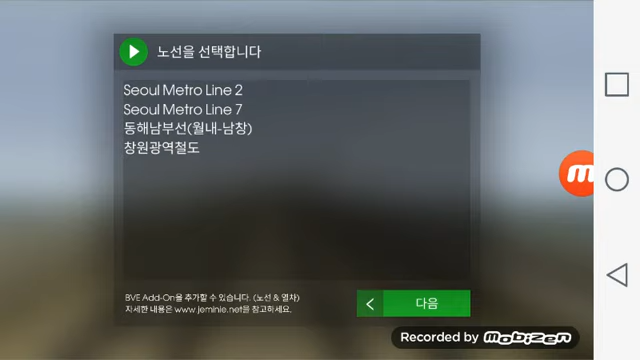 노선을 선택합니다
Seoul Metro Line 2
Seoul Metro Line 7
동해남부선(월내-남창)
창원광역철도
BVE Add-On을 추가할 수 있습니다. (노선 & 열차)
자세한 내용은 www.jeminie.net을 참고하세요.
다음
Recorded by mobizen